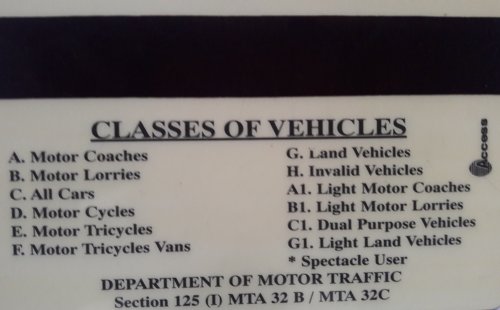 CLASSES OF VEHICLES
A. Motor Coaches
B. Motor Lorries
C. All Cars
D. Motor Cycles
E. Motor Tricycles
F. Motor Tricycles Vans
G. Land Vehicles
H. Invalid Vehicles
A1. Light Motor Coaches
B1. Light Motor Lorries
C1. Dual Purpose Vehicles
G1. Light Land Vehicles
* Spectacle User
DEPARTMENT OF MOTOR TRAFFIC
Section 125 (I) MTA 32 B / MTA 32C
Access